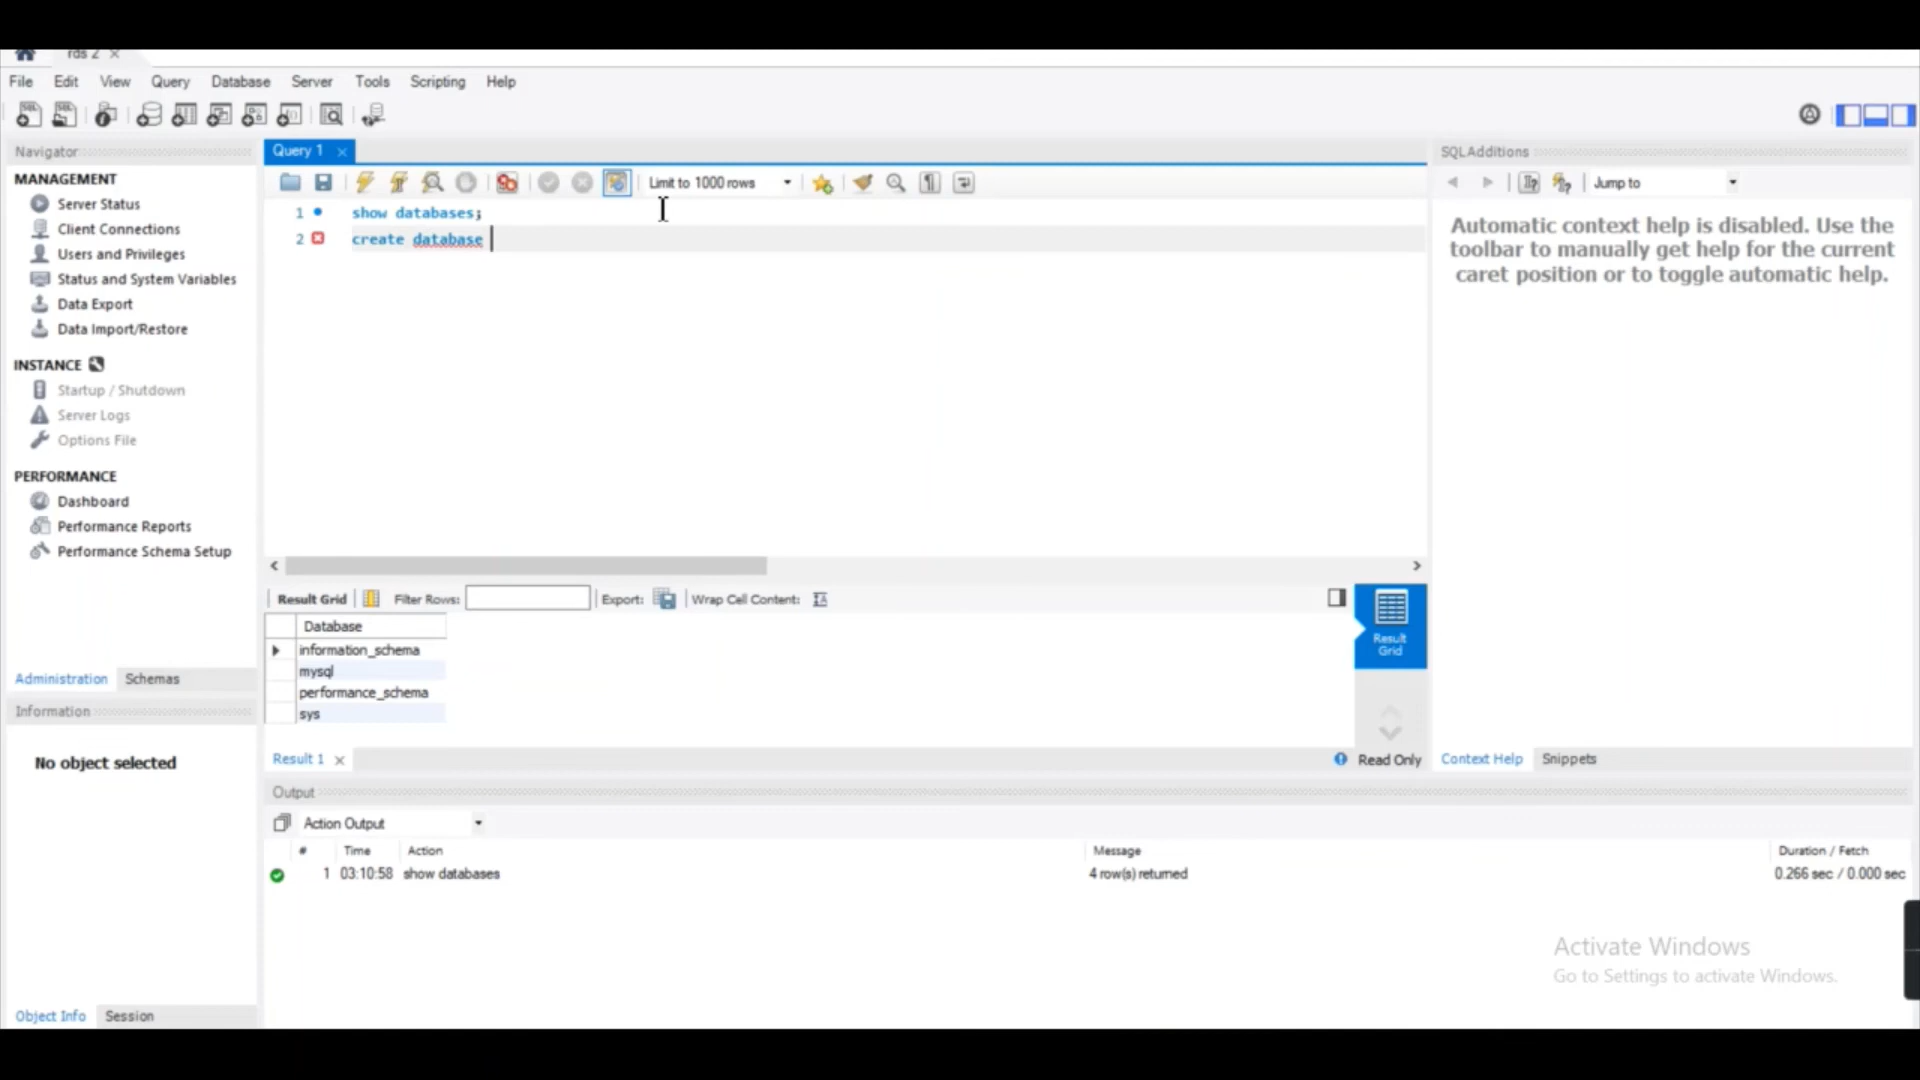 rds 2
File Edit View Query Database Server Tools Scripting Help
Navigator
MANAGEMENT
Server Status
Client Connections
Users and Privileges
Status and System Variables
Data Export
Data Import/Restore
INSTANCE
Startup / Shutdown
Server Logs
Options File
PERFORMANCE
Dashboard
Performance Reports
Performance Schema Setup
Administration Schemas
Information
No object selected
Object Info Session
Query 1
Limit to 1000 rows
1 show databases;
2 create database
Result Grid Filter Rows: Export: Wrap Cell Content:
Database
information_schema
mysql
performance_schema
sys
Result Grid
Result 1 Read Only
Output
Action Output
# Time Action Message Duration / Fetch
1 03:10:58 show databases 4 row(s) returned 0.266 sec / 0.000 sec
SQLAdditions
Jump to
Automatic context help is disabled. Use the
toolbar to manually get help for the current
caret position or to toggle automatic help.
Context Help Snippets
Activate Windows
Go to Settings to activate Windows.